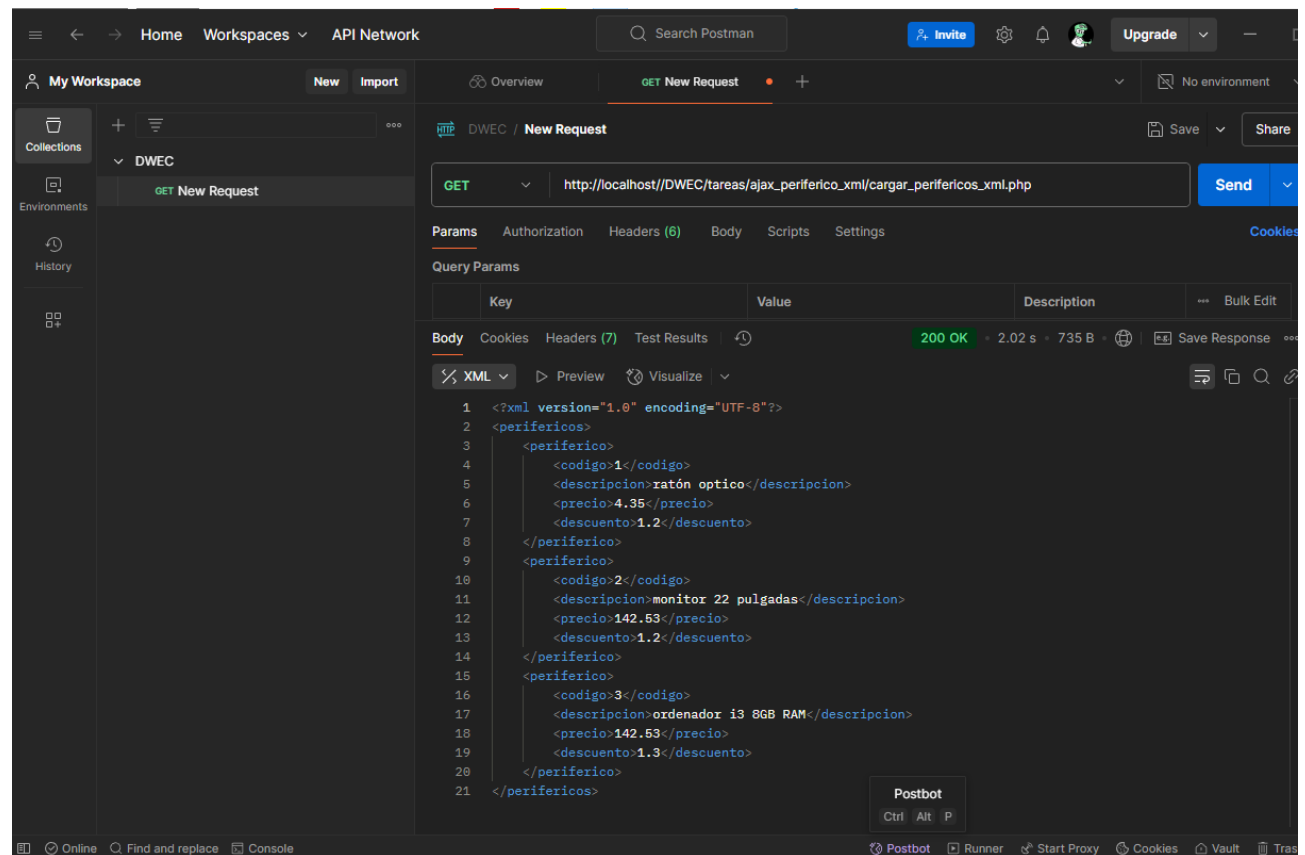 Home Workspaces API Network Search Postman Invite Upgrade
My Workspace New Import Overview GET New Request No environment
Collections
Environments
History
DWEC
GET New Request
HTTP DWEC / New Request Save Share
GET http://localhost//DWEC/tareas/ajax_periferico_xml/cargar_perifericos_xml.php Send
Params Authorization Headers (6) Body Scripts Settings Cookies
Query Params
Key Value Description Bulk Edit
Body Cookies Headers (7) Test Results 200 OK 2.02 s 735 B e.g. Save Response
XML Preview Visualize
1 <?xml version="1.0" encoding="UTF-8"?>
2 <perifericos>
3 <periferico>
4 <codigo>1</codigo>
5 <descripcion>ratón optico</descripcion>
6 <precio>4.35</precio>
7 <descuento>1.2</descuento>
8 </periferico>
9 <periferico>
10 <codigo>2</codigo>
11 <descripcion>monitor 22 pulgadas</descripcion>
12 <precio>142.53</precio>
13 <descuento>1.2</descuento>
14 </periferico>
15 <periferico>
16 <codigo>3</codigo>
17 <descripcion>ordenador i3 8GB RAM</descripcion>
18 <precio>142.53</precio>
19 <descuento>1.3</descuento>
20 </periferico>
21 </perifericos>
Postbot
Ctrl Alt P
Online Find and replace Console Postbot Runner Start Proxy Cookies Vault Tras